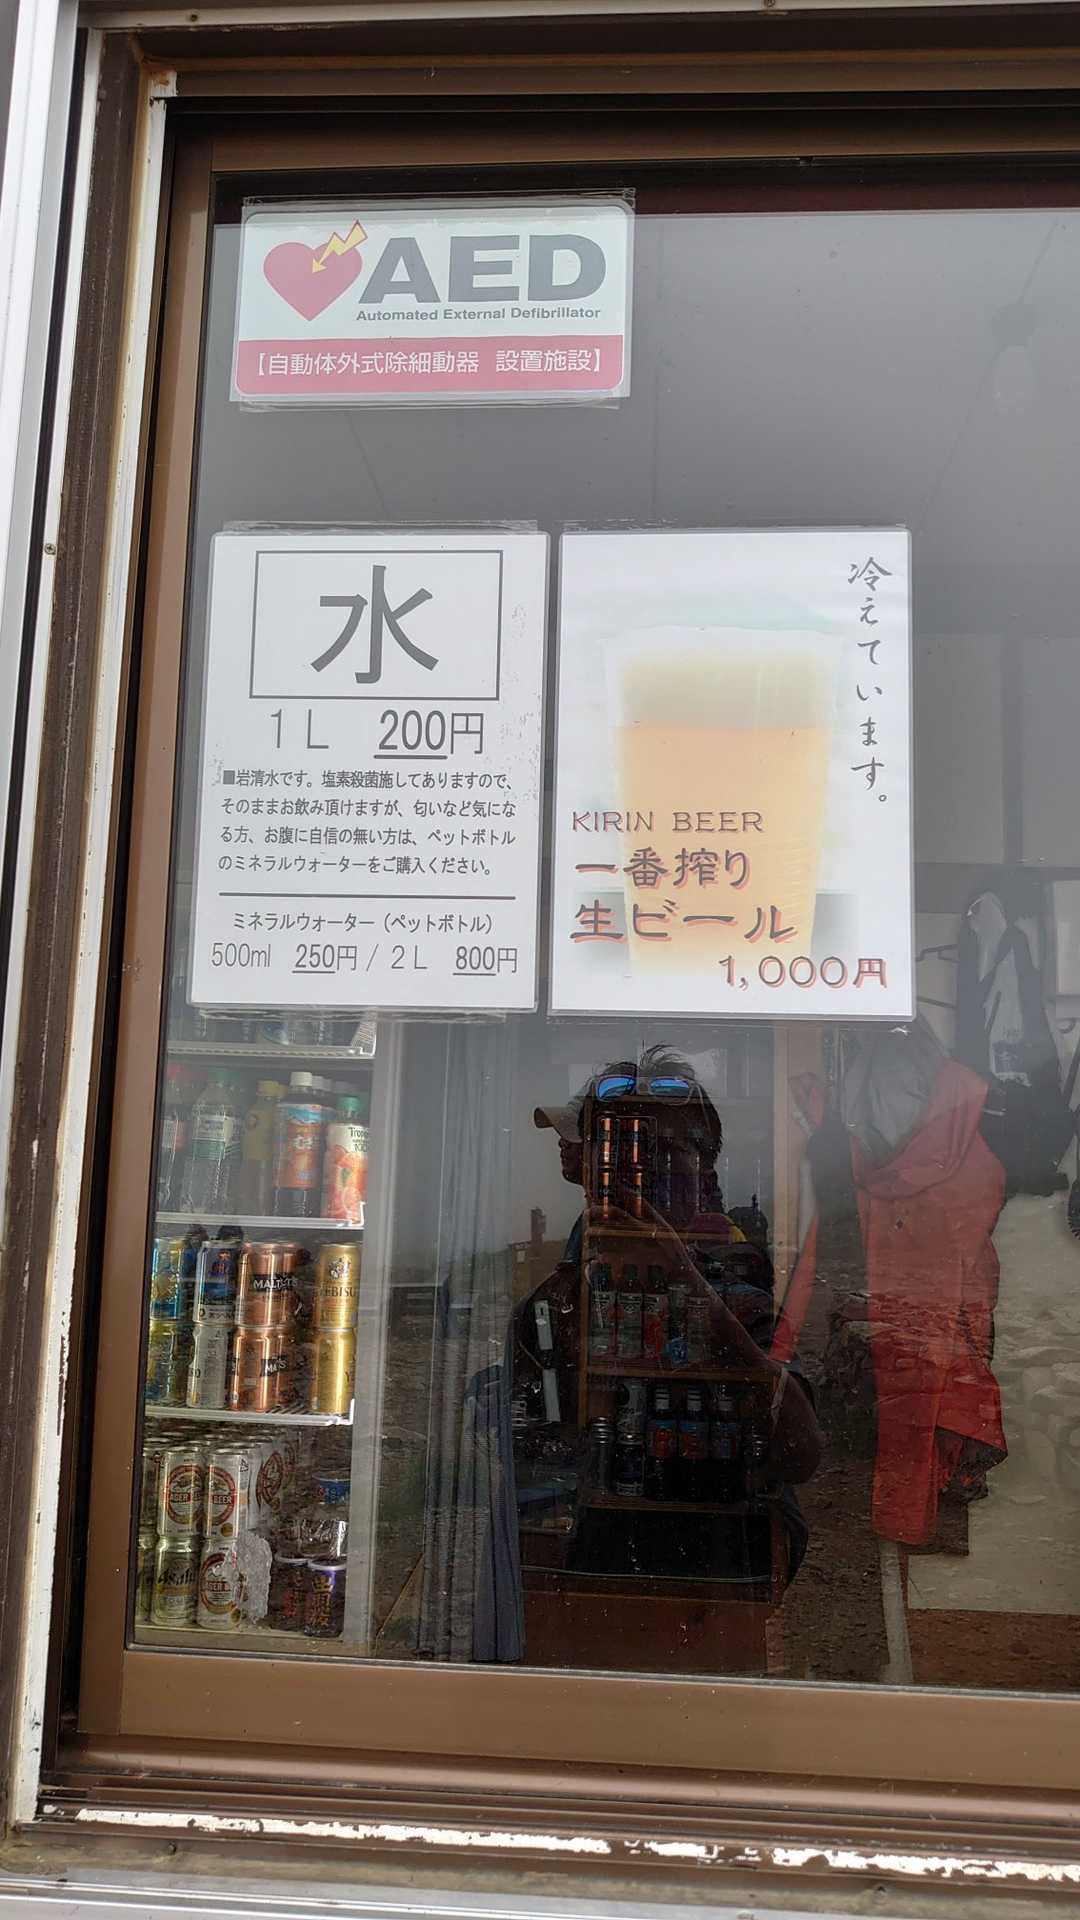 AED
Automated External Defibrillator
【自動体外式除細動器 設置施設】
水
1L 200円
■岩清水です。塩素殺菌施してありますので、
そのままお飲み頂けますが、匂いなど気にな
る方、お腹に自信の無い方は、ペットボトル
のミネラルウォーターをご購入ください。
ミネラルウォーター（ペットボトル）
500ml 250円 / 2L 800円
冷えています。
KIRIN BEER
一番搾り
生ビール
1,000円
MALT'S
YEBISU
LAGER
BEER
Asahi
LAGER